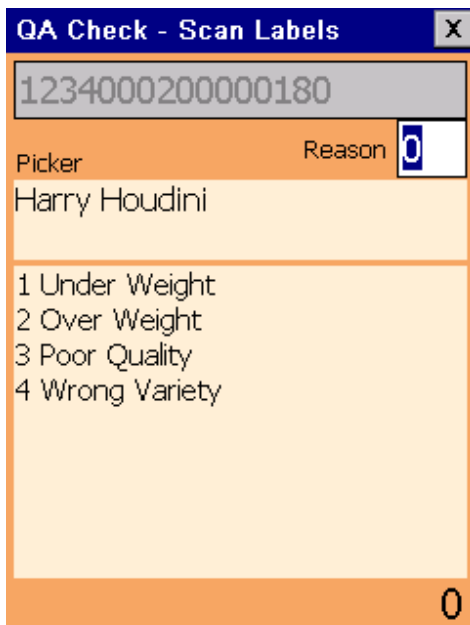 QA Check - Scan Labels X
1234000200000180
Picker Reason 0
Harry Houdini
1 Under Weight
2 Over Weight
3 Poor Quality
4 Wrong Variety
0